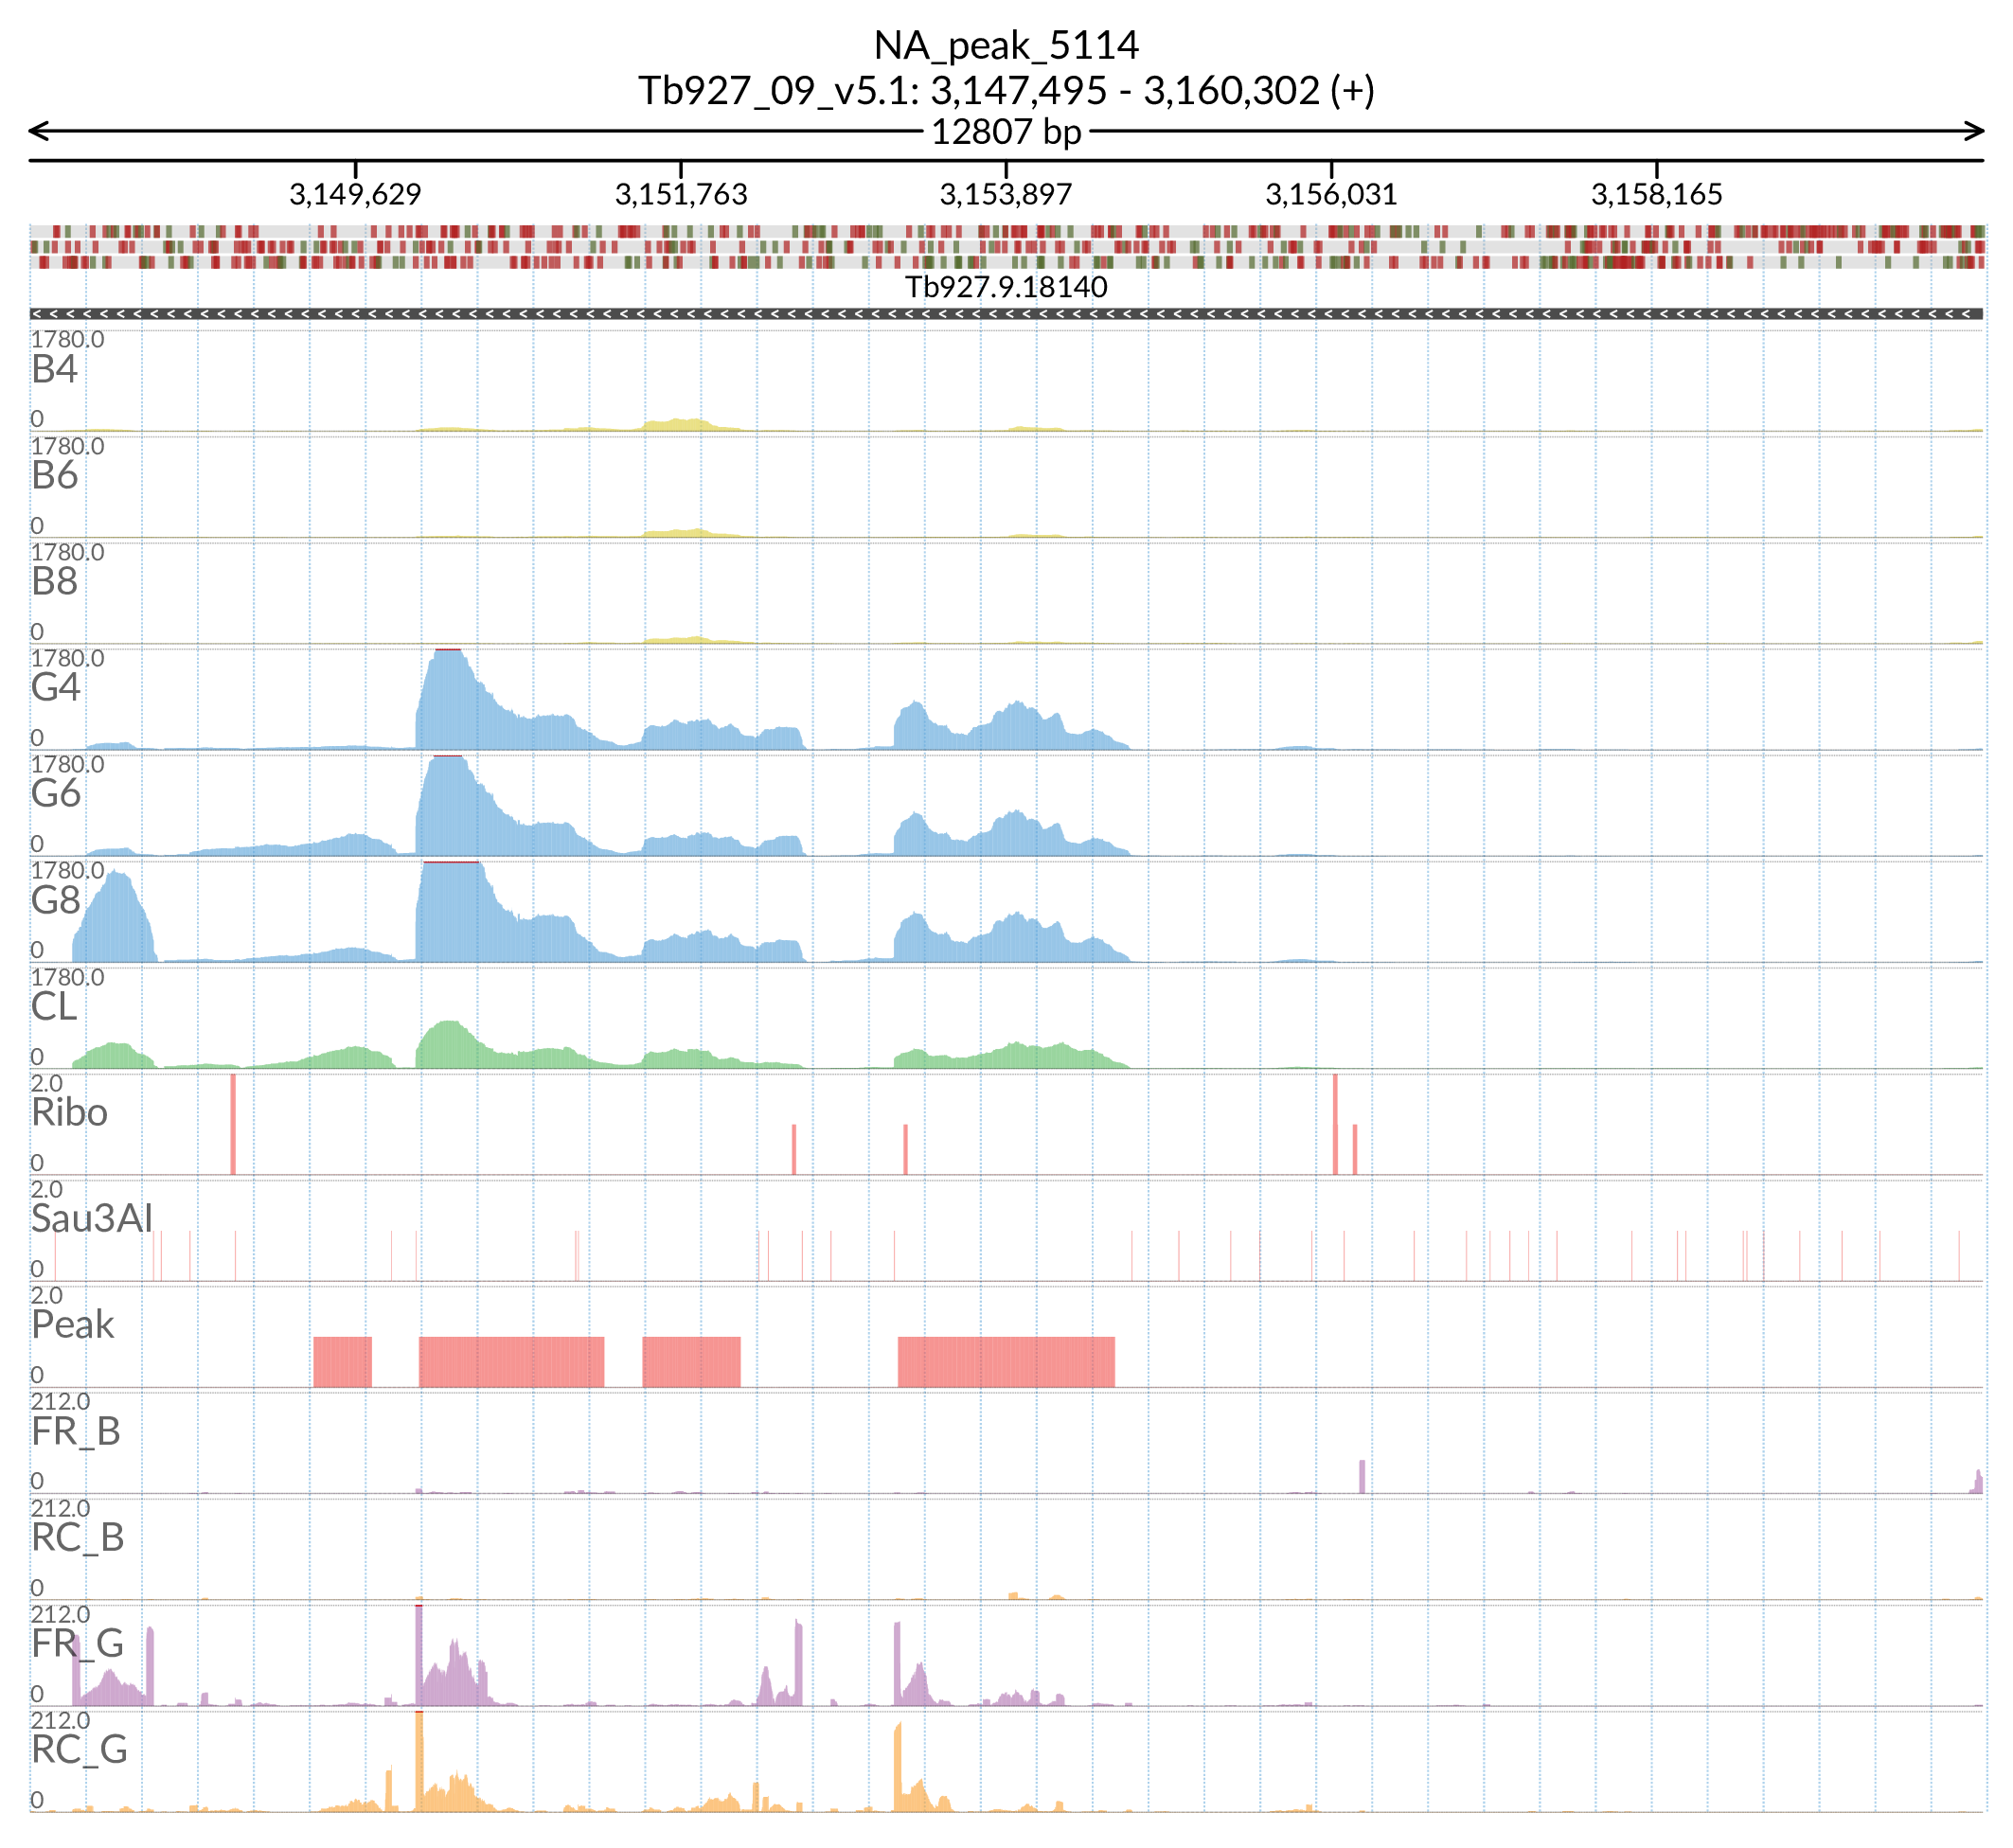 NA_peak_5114
Tb927_09_v5.1: 3,147,495 - 3,160,302 (+)
12807 bp
3,149,629 3,151,763 3,153,897 3,156,031 3,158,165
Tb927.9.18140
1780.0
B4
0
1780.0
B6
0
1780.0
B8
0
1780.0
G4
0
1780.0
G6
0
1780.0
G8
0
1780.0
CL
0
2.0
Ribo
0
2.0
Sau3AI
0
2.0
Peak
0
212.0
FR_B
0
212.0
RC_B
0
212.0
FR_G
0
212.0
RC_G
0